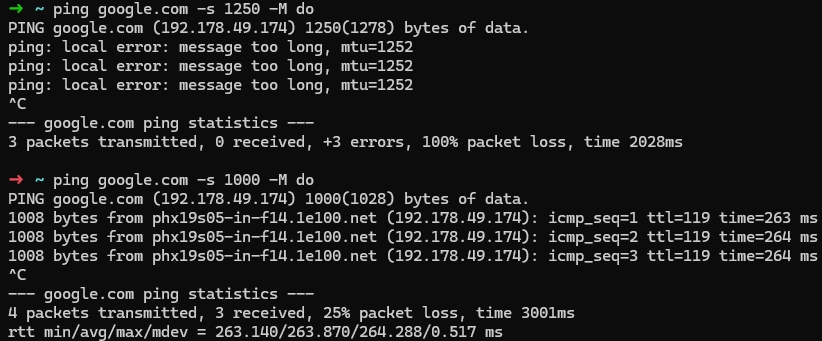 ➜ ~ ping google.com -s 1250 -M do
PING google.com (192.178.49.174) 1250(1278) bytes of data.
ping: local error: message too long, mtu=1252
ping: local error: message too long, mtu=1252
ping: local error: message too long, mtu=1252
^C
--- google.com ping statistics ---
3 packets transmitted, 0 received, +3 errors, 100% packet loss, time 2028ms

➜ ~ ping google.com -s 1000 -M do
PING google.com (192.178.49.174) 1000(1028) bytes of data.
1008 bytes from phx19s05-in-f14.1e100.net (192.178.49.174): icmp_seq=1 ttl=119 time=263 ms
1008 bytes from phx19s05-in-f14.1e100.net (192.178.49.174): icmp_seq=2 ttl=119 time=264 ms
1008 bytes from phx19s05-in-f14.1e100.net (192.178.49.174): icmp_seq=3 ttl=119 time=264 ms
^C
--- google.com ping statistics ---
4 packets transmitted, 3 received, 25% packet loss, time 3001ms
rtt min/avg/max/mdev = 263.140/263.870/264.288/0.517 ms